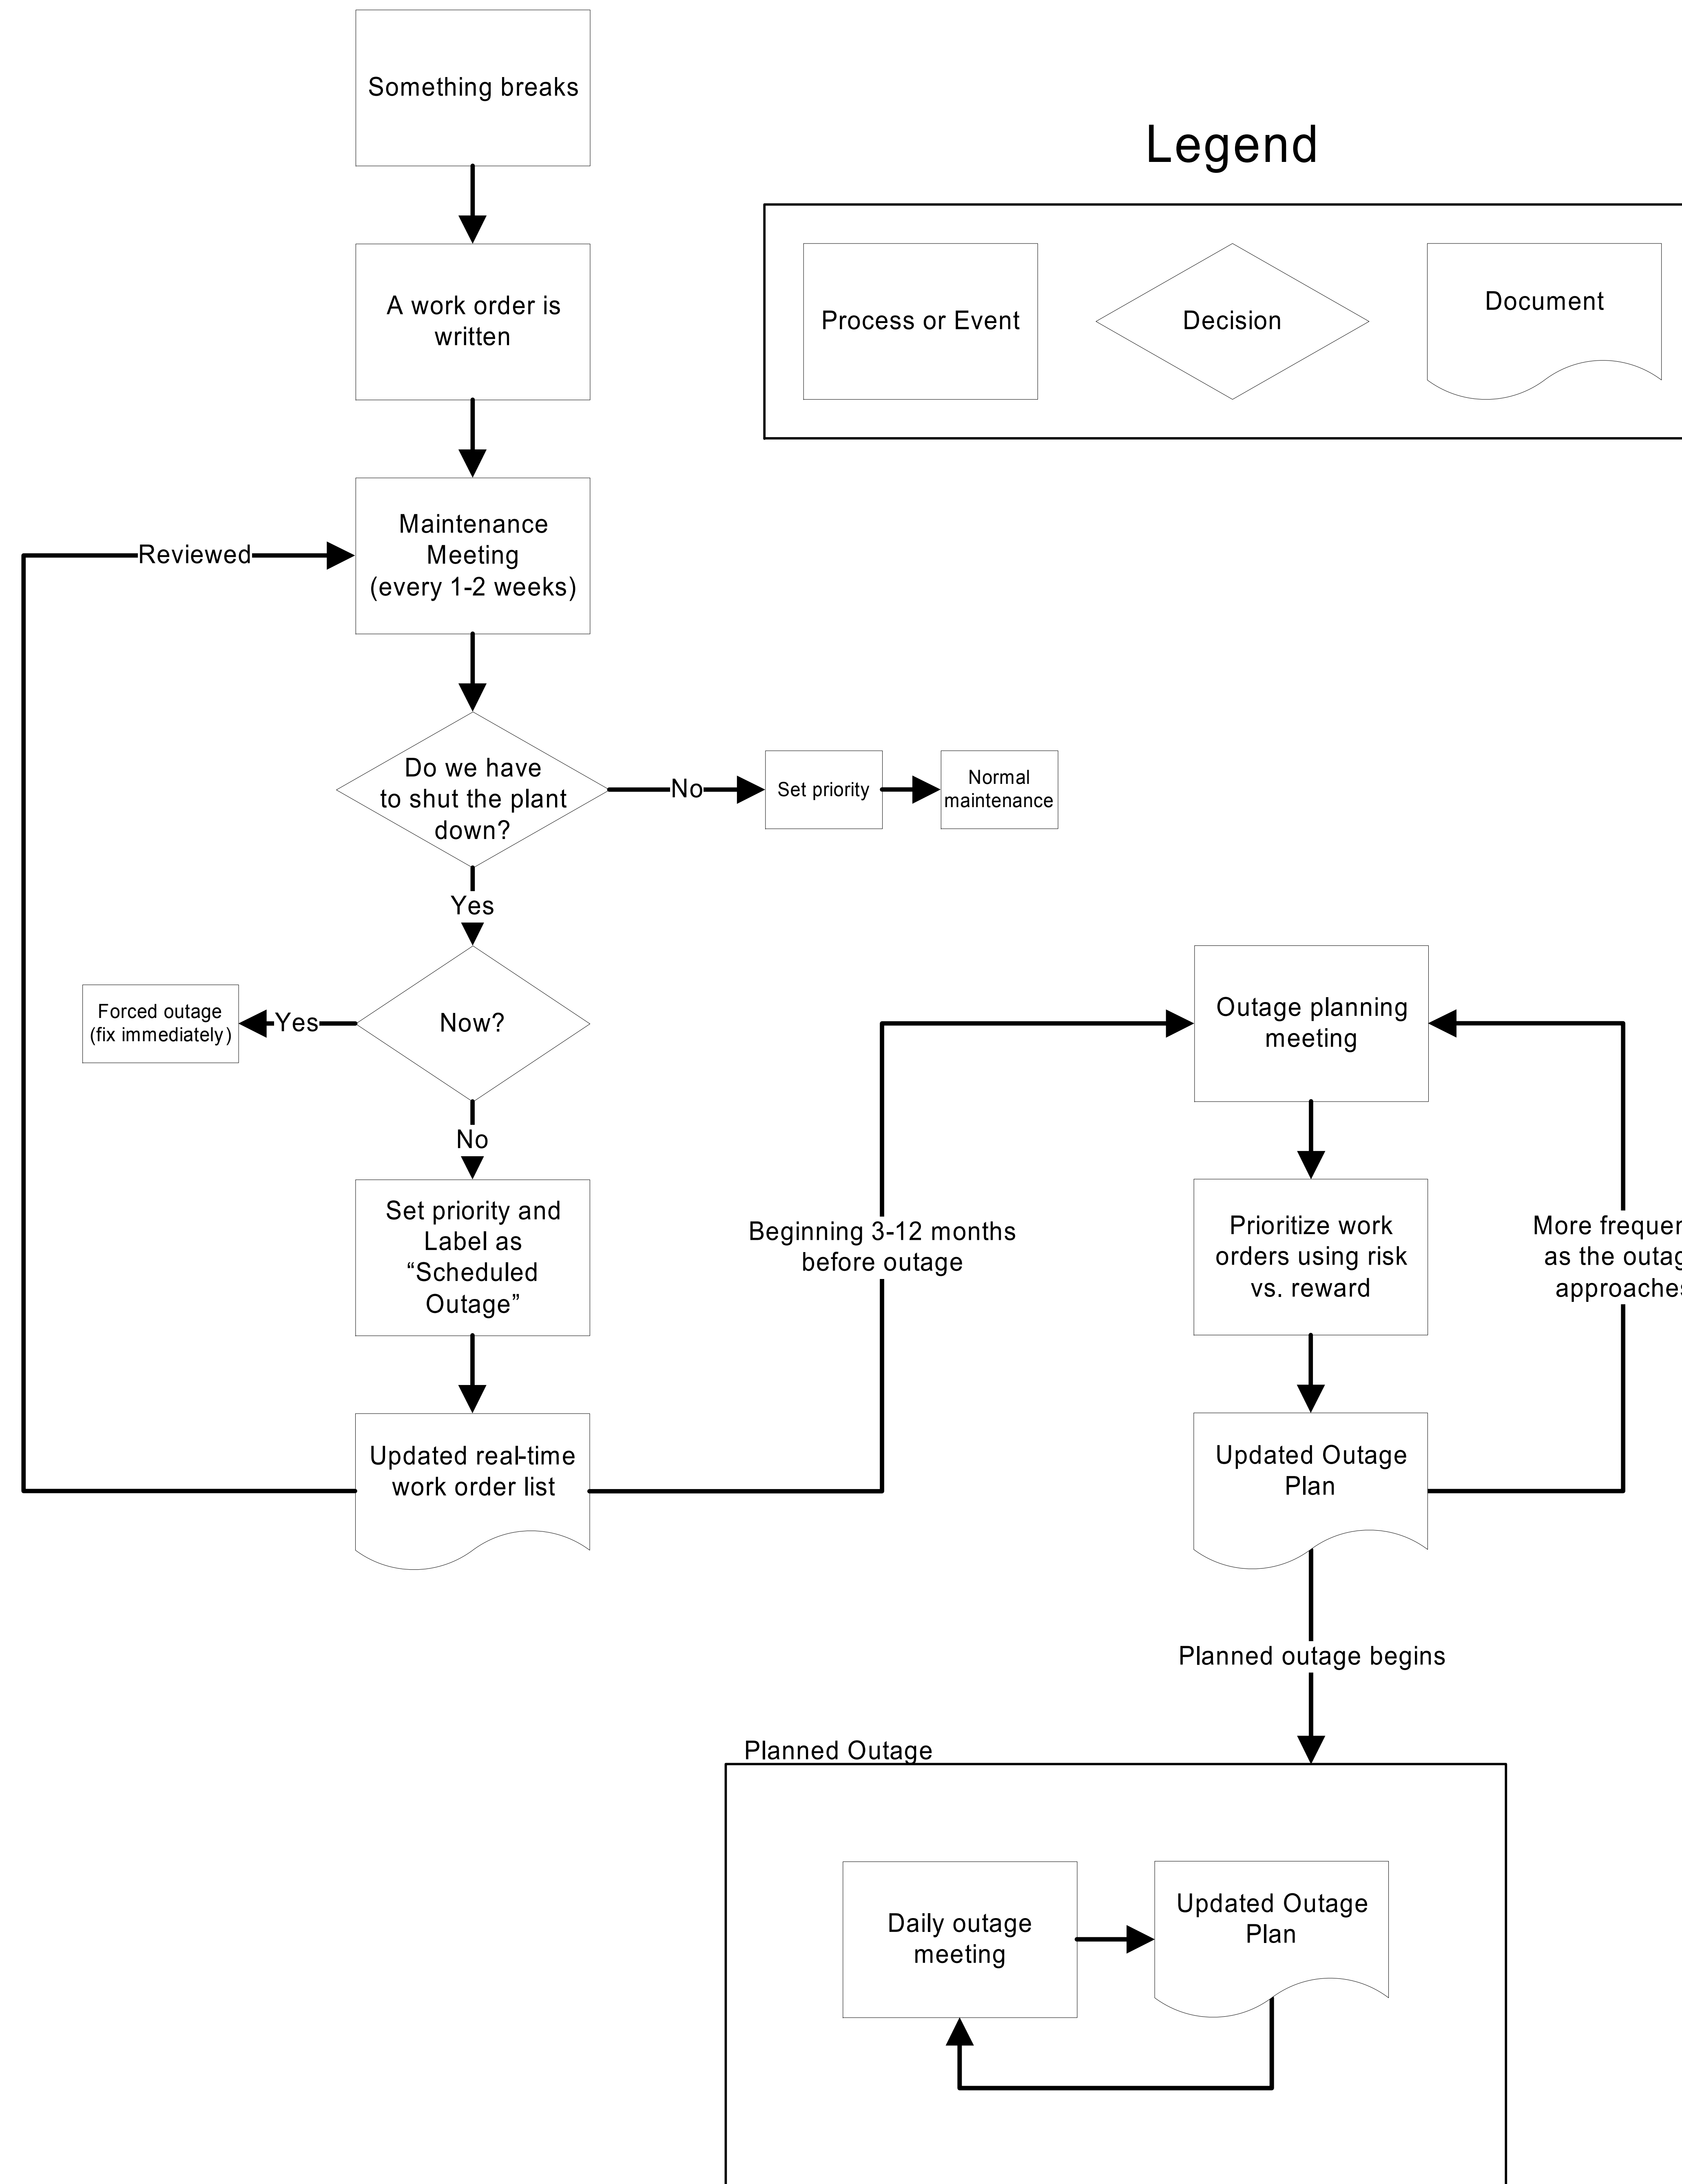 Something breaks
Legend
A work order is
written
Process or Event
Decision
Document
Maintenance
Meeting
(every 1-2 weeks)
Reviewed
Do we have
to shut the plant
down?
No
Set priority
Normal
maintenance
Yes
Now?
Yes
Forced outage
(fix immediately)
No
Set priority and
Label as
“Scheduled
Outage”
Updated real-time
work order list
Beginning 3-12 months
before outage
Outage planning
meeting
Prioritize work
orders using risk
vs. reward
More
as the
Updated Outage
Plan
Planned outage begins
Planned Outage
Daily outage
meeting
Updated Outage
Plan